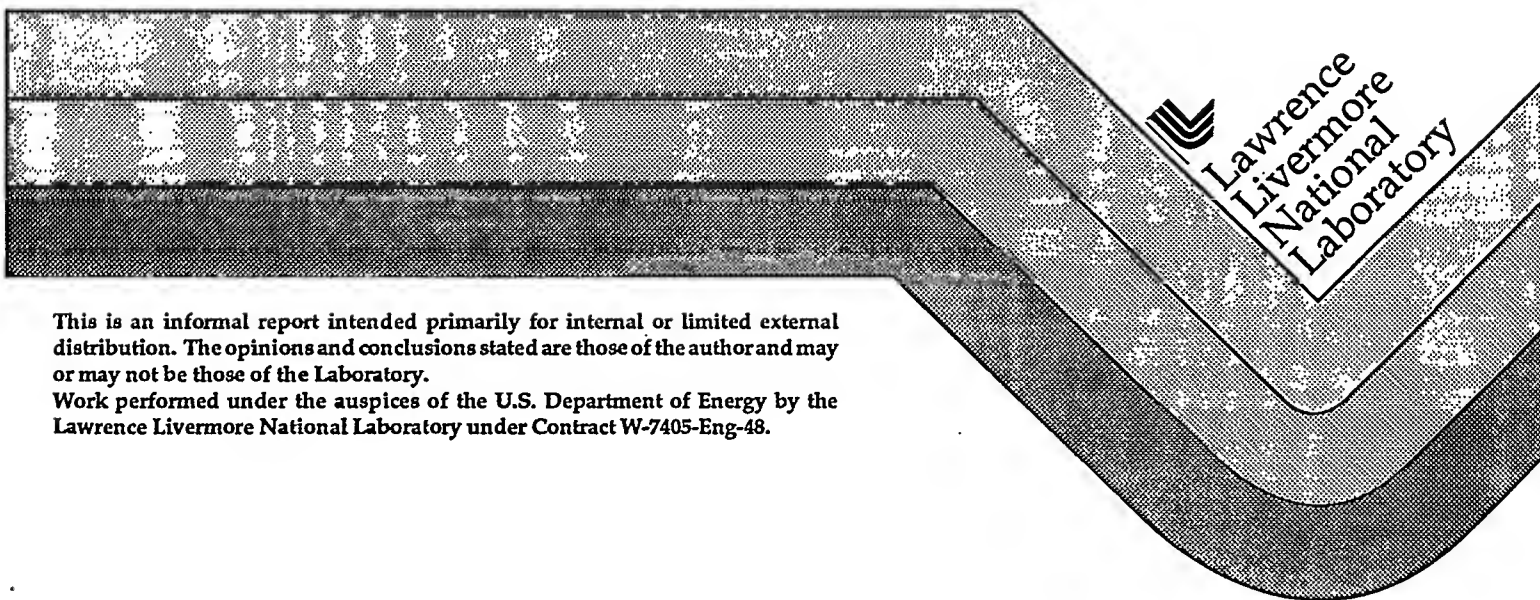 Lawrence
Livermore
National
Laboratory
This is an informal report intended primarily for internal or limited external
distribution. The opinions and conclusions stated are those of the author and may
or may not be those of the Laboratory.
Work performed under the auspices of the U.S. Department of Energy by the
Lawrence Livermore National Laboratory under Contract W-7405-Eng-48.